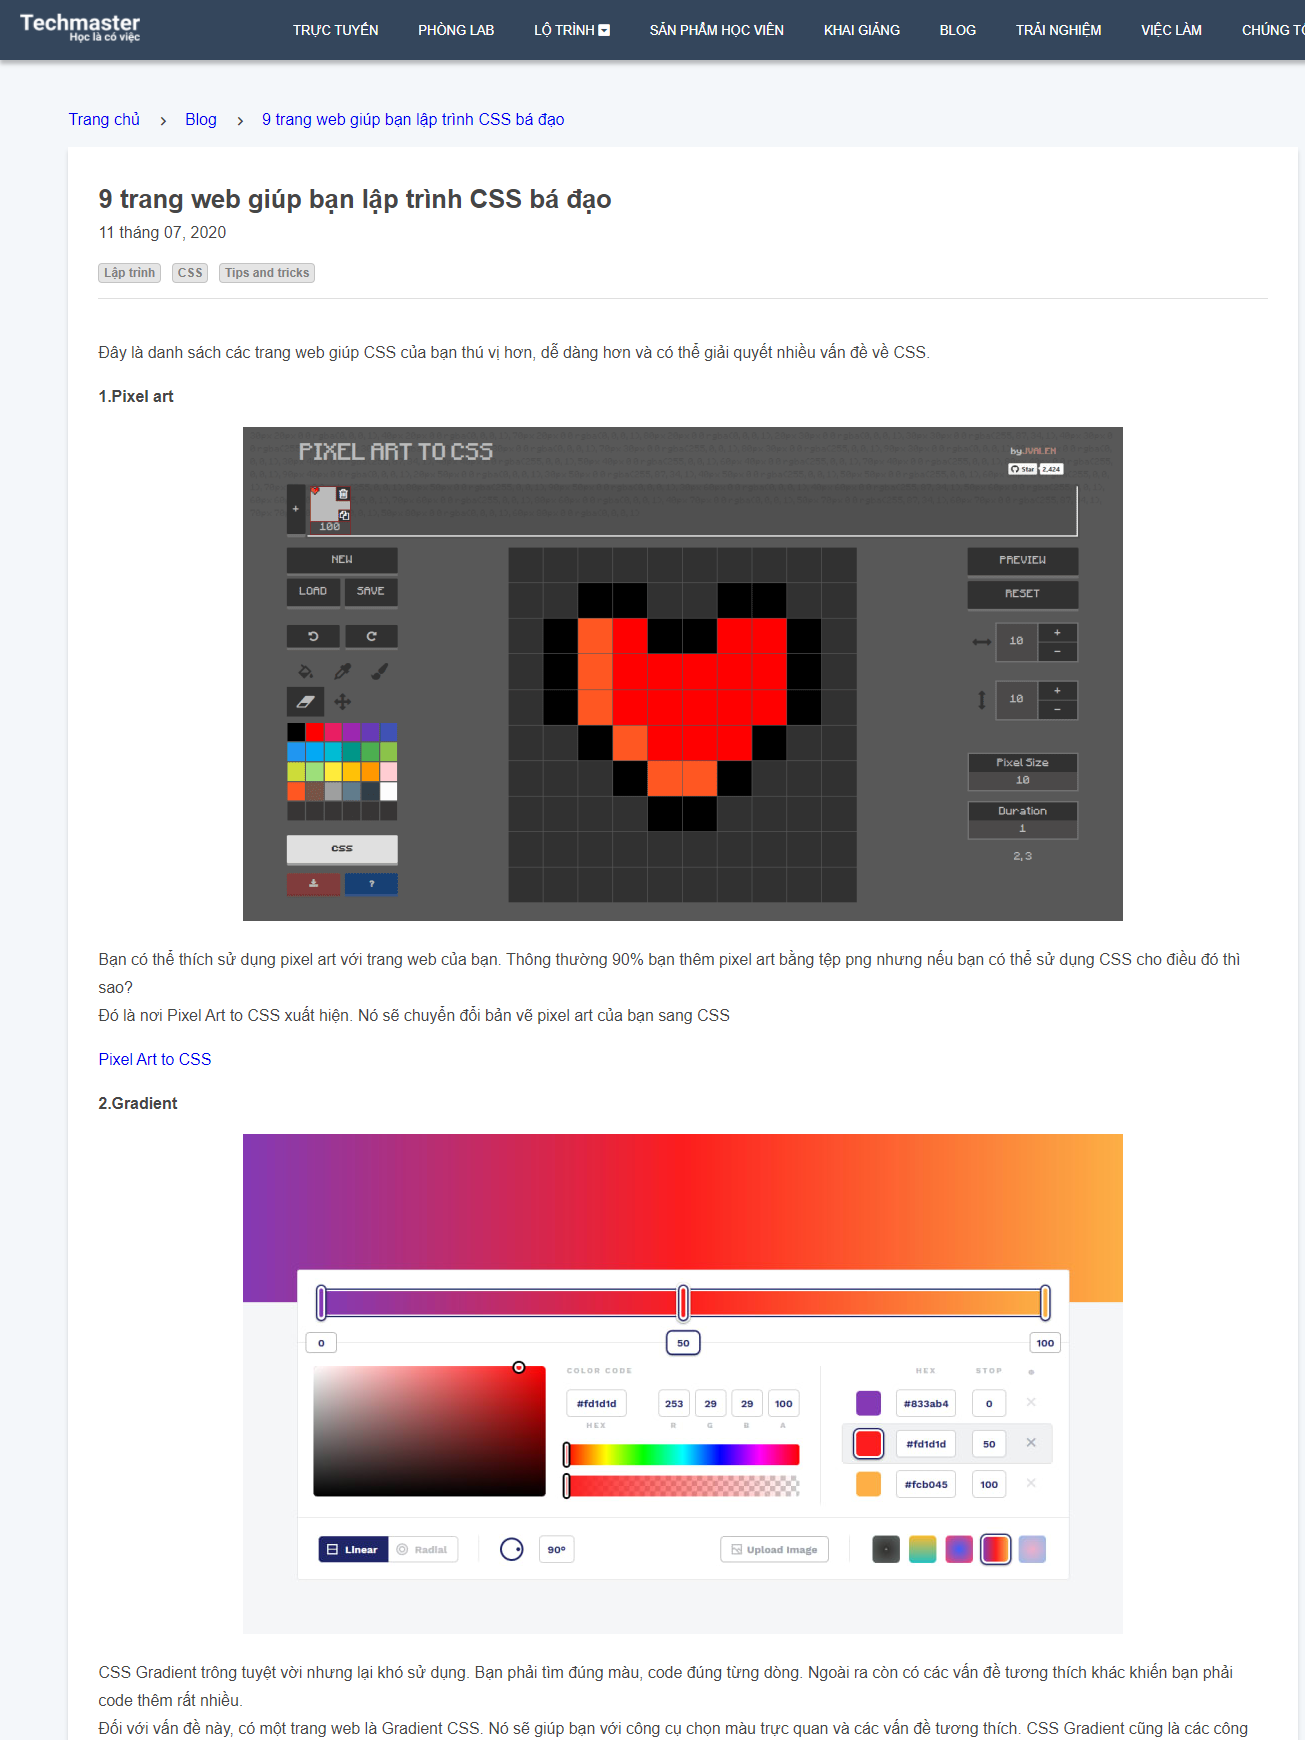 Techmaster
Học là có việc
TRỰC TUYẾN PHÒNG LAB LỘ TRÌNH SẢN PHẨM HỌC VIÊN KHAI GIẢNG BLOG TRẢI NGHIỆM VIỆC LÀM CHÚNG
Trang chủ › Blog › 9 trang web giúp bạn lập trình CSS bá đạo
9 trang web giúp bạn lập trình CSS bá đạo
11 tháng 07, 2020
Lập trình CSS Tips and tricks
Đây là danh sách các trang web giúp CSS của bạn thú vị hơn, dễ dàng hơn và có thể giải quyết nhiều vấn đề về CSS.
1.Pixel art
PIXEL ART TO CSS
by JVALEN
Star 2,424
+
100
NEW
LOAD SAVE
PREVIEW
RESET
10 + −
10 + −
Pixel Size
10
Duration
1
2,3
CSS
?
Bạn có thể thích sử dụng pixel art với trang web của bạn. Thông thường 90% bạn thêm pixel art bằng tệp png nhưng nếu bạn có thể sử dụng CSS cho điều đó thì
sao?
Đó là nơi Pixel Art to CSS xuất hiện. Nó sẽ chuyển đổi bản vẽ pixel art của bạn sang CSS
Pixel Art to CSS
2.Gradient
0 50 100
COLOR CODE HEX STOP
#fd1d1d 253 29 29 100
HEX R G B A
#833ab4 0 ×
#fd1d1d 50 ×
#fcb045 100 ×
Linear Radial 90° Upload Image
CSS Gradient trông tuyệt vời nhưng lại khó sử dụng. Bạn phải tìm đúng màu, code đúng từng dòng. Ngoài ra còn có các vấn đề tương thích khác khiến bạn phải
code thêm rất nhiều.
Đối với vấn đề này, có một trang web là Gradient CSS. Nó sẽ giúp bạn với công cụ chọn màu trực quan và các vấn đề tương thích. CSS Gradient cũng là các công